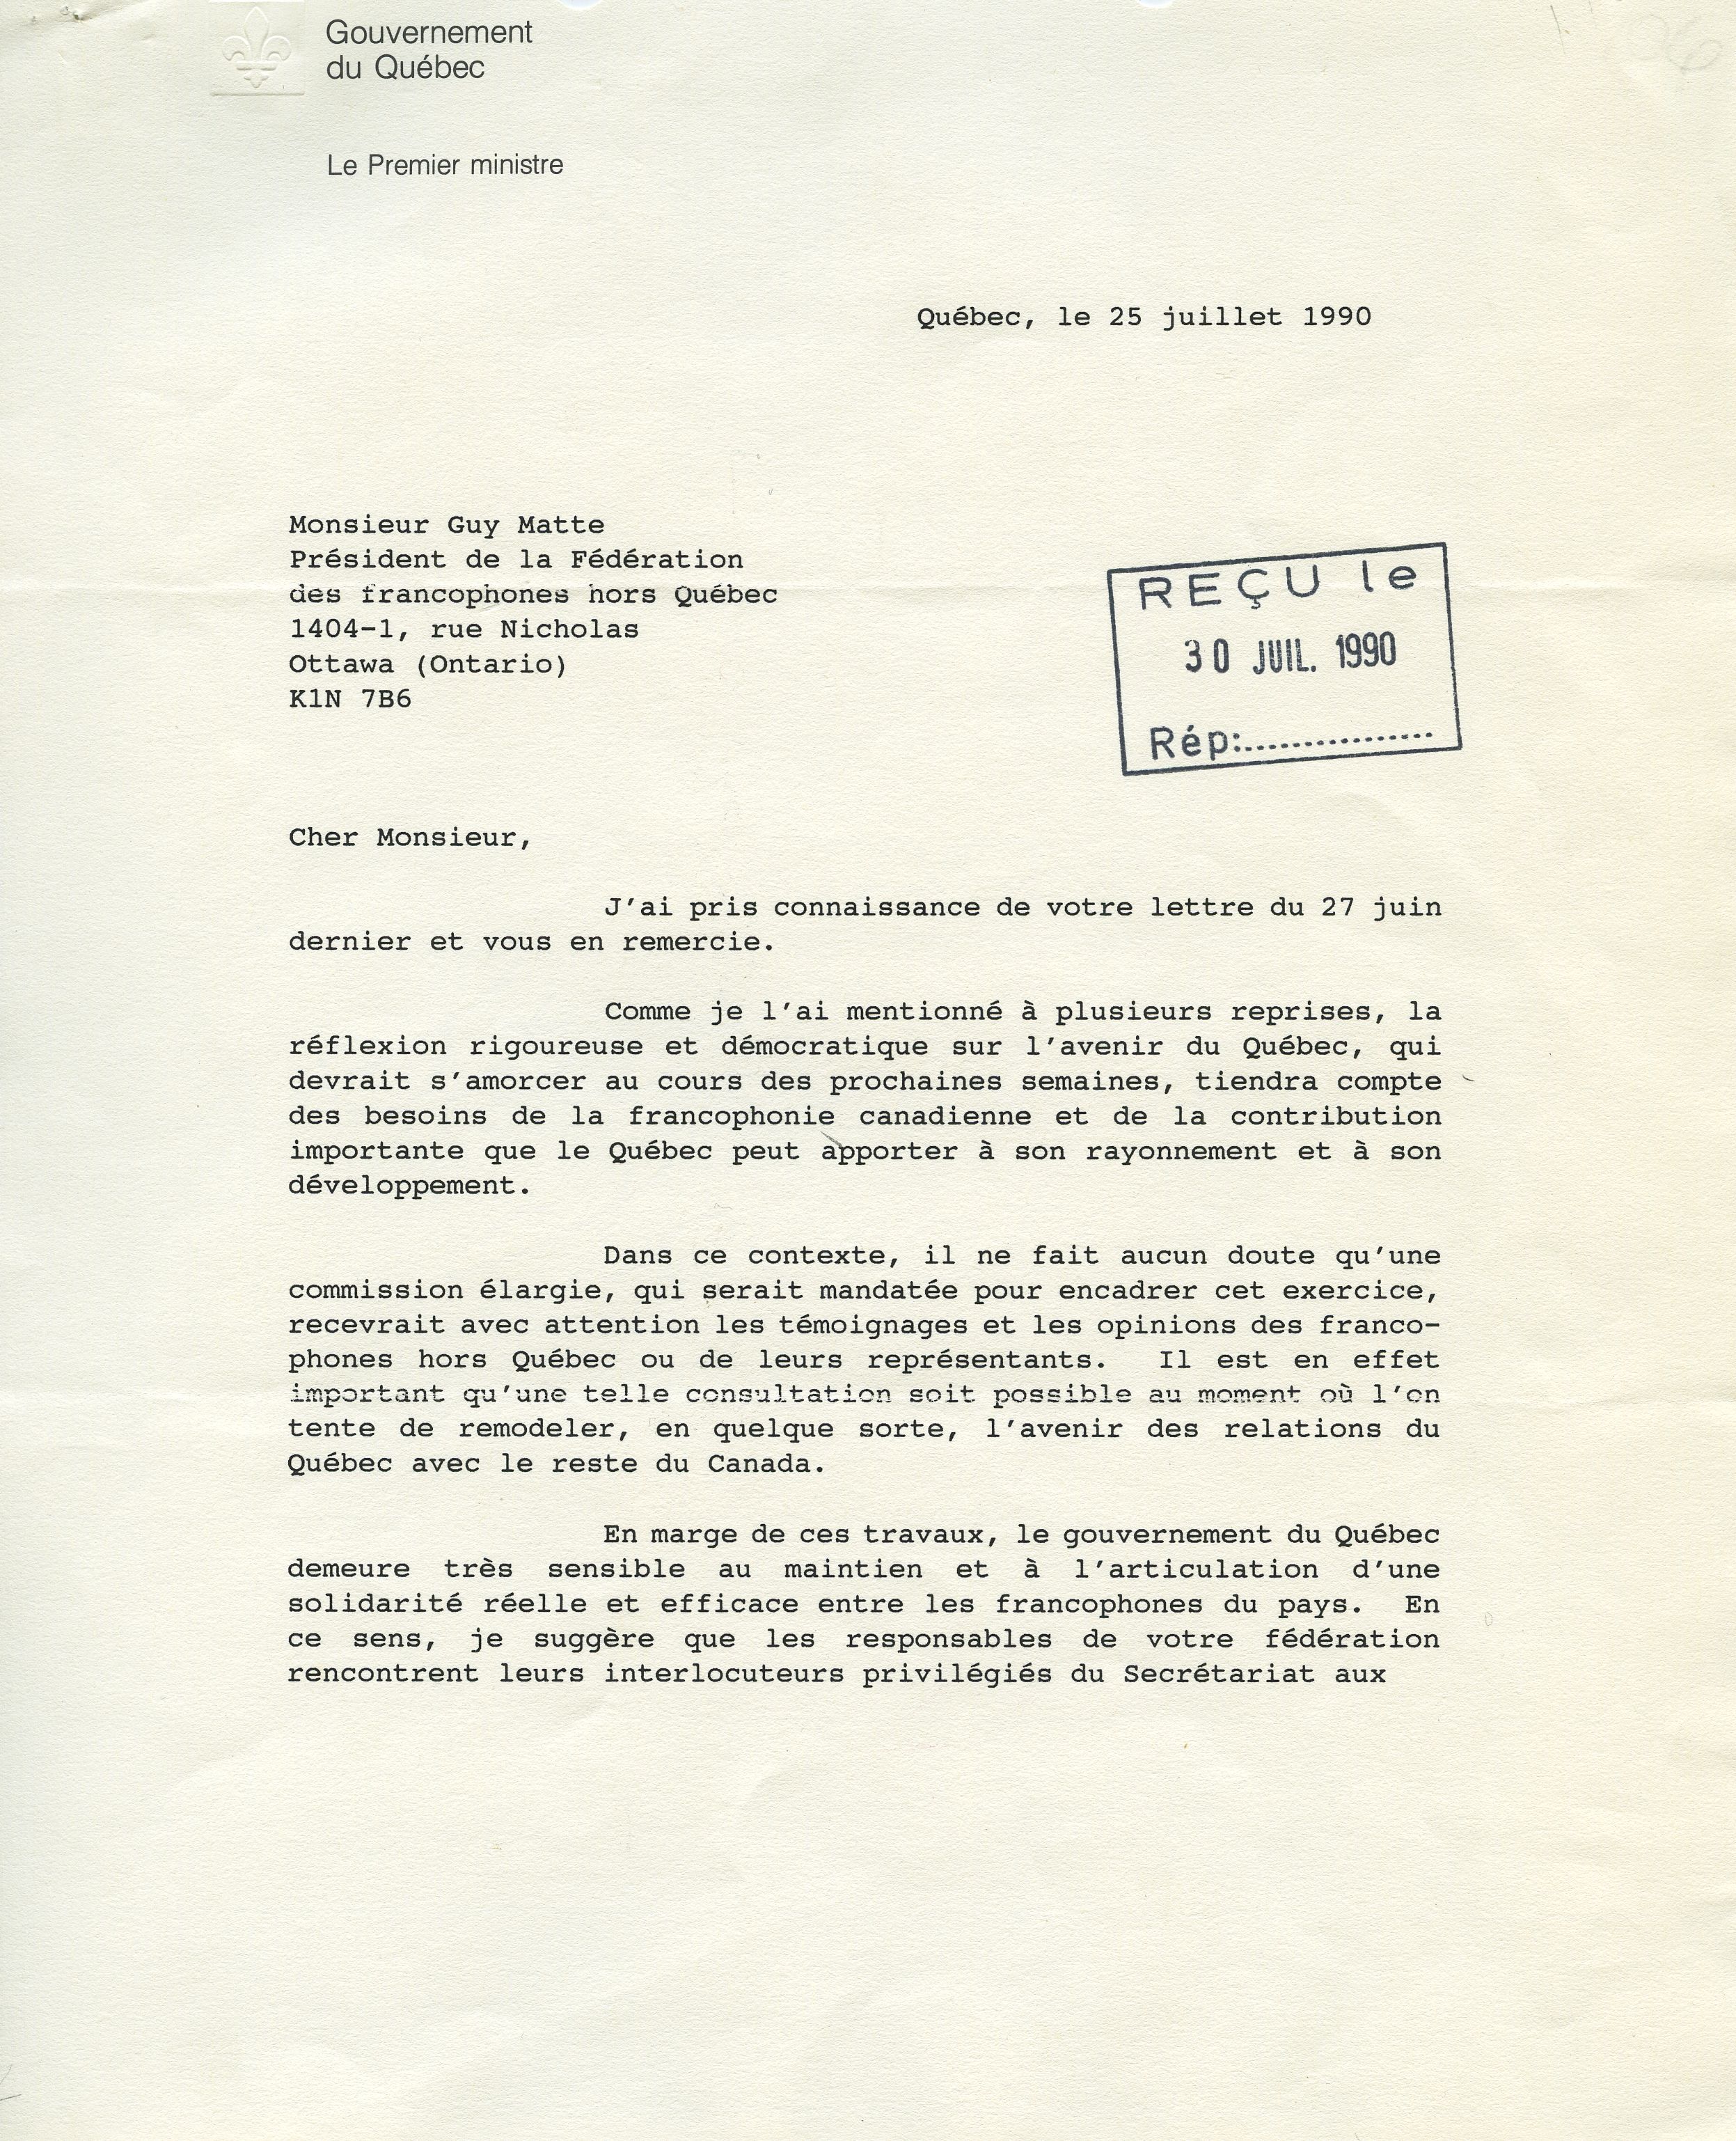 Gouvernement
du Québec
Le Premier ministre
Québec, le 25 juillet 1990
Monsieur Guy Matte
Président de la Fédération
des francophones hors Québec
1404-1, rue Nicholas
Ottawa (Ontario)
K1N 7B6
REÇU le
30 JUIL. 1990
Rép:.................
Cher Monsieur,
J'ai pris connaissance de votre lettre du 27 juin
dernier et vous en remercie.
Comme je l'ai mentionné à plusieurs reprises, la
réflexion rigoureuse et démocratique sur l'avenir du Québec, qui
devrait s'amorcer au cours des prochaines semaines, tiendra compte
des besoins de la francophonie canadienne et de la contribution
importante que le Québec peut apporter à son rayonnement et à son
développement.
Dans ce contexte, il ne fait aucun doute qu'une
commission élargie, qui serait mandatée pour encadrer cet exercice,
recevrait avec attention les témoignages et les opinions des franco-
phones hors Québec ou de leurs représentants. Il est en effet
important qu'une telle consultation soit possible au moment où l'on
tente de remodeler, en quelque sorte, l'avenir des relations du
Québec avec le reste du Canada.
En marge de ces travaux, le gouvernement du Québec
demeure très sensible au maintien et à l'articulation d'une
solidarité réelle et efficace entre les francophones du pays. En
ce sens, je suggère que les responsables de votre fédération
rencontrent leurs interlocuteurs privilégiés du Secrétariat aux